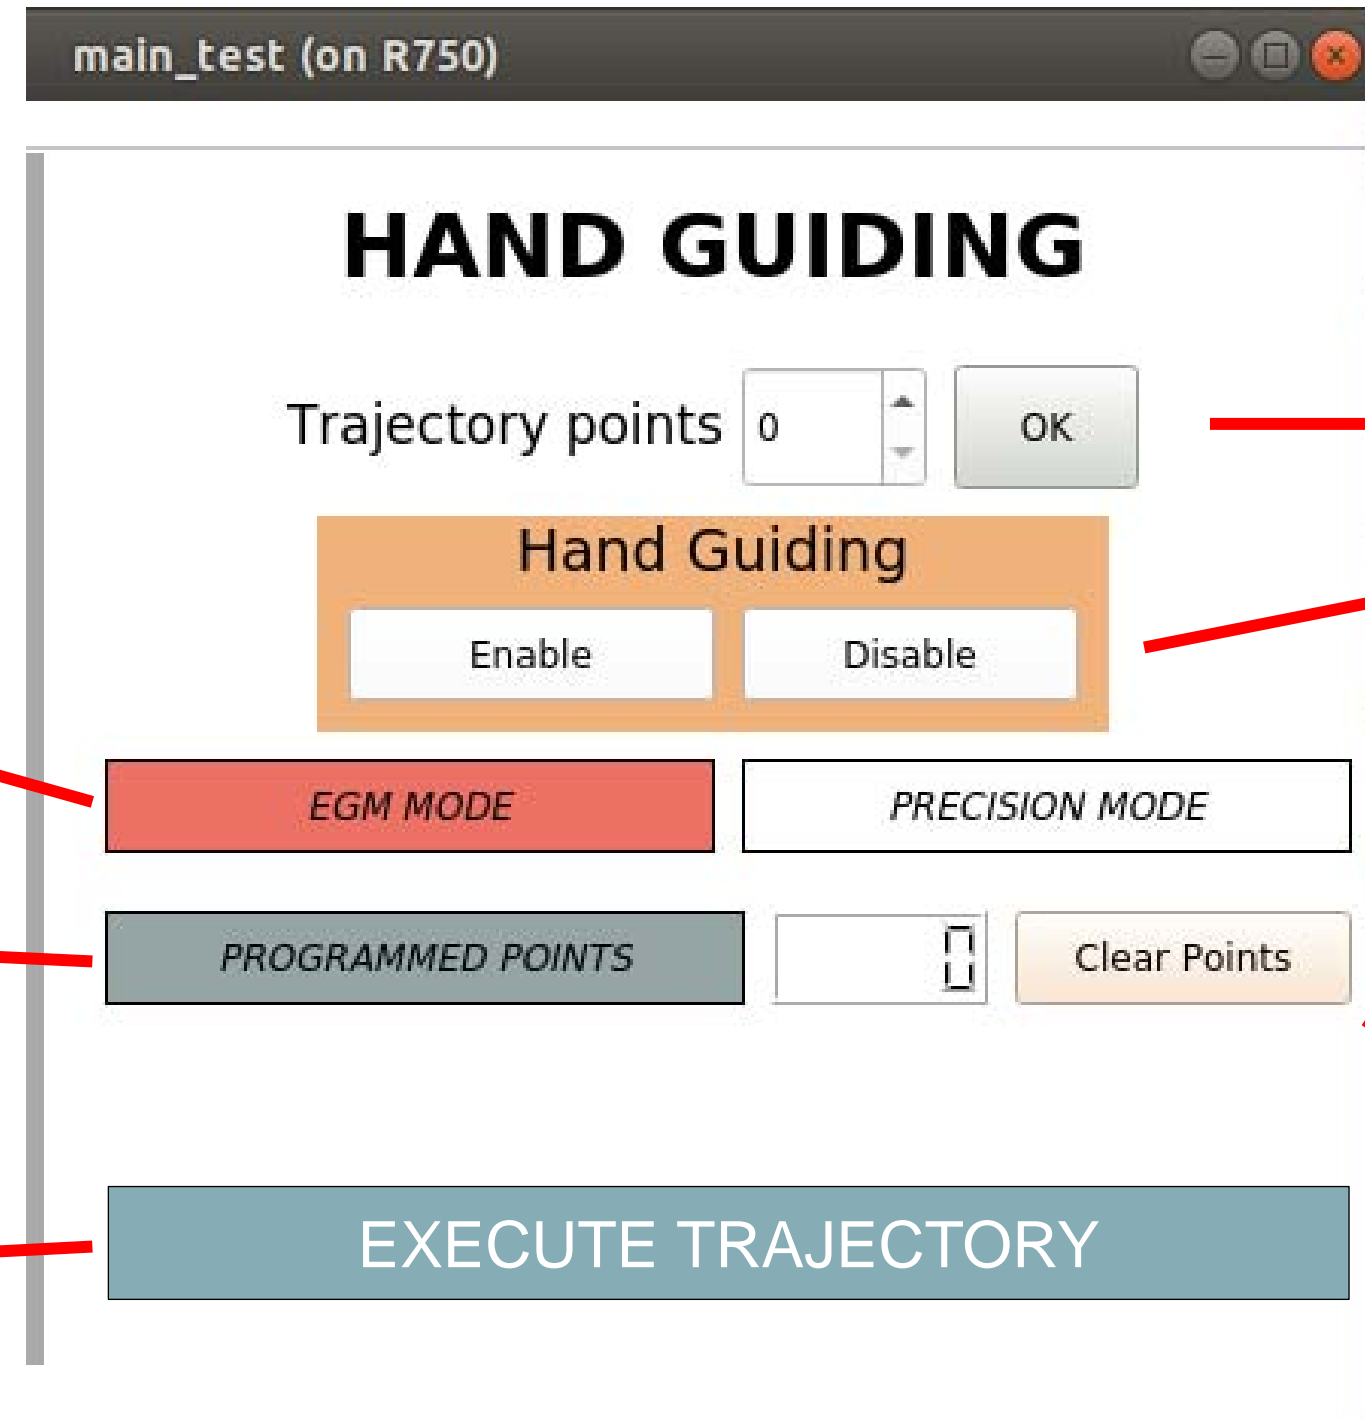 main_test (on R750)
HAND GUIDING
Trajectory points 0 OK
Hand Guiding
Enable Disable
EGM MODE PRECISION MODE
PROGRAMMED POINTS 0 Clear Points
EXECUTE TRAJECTORY